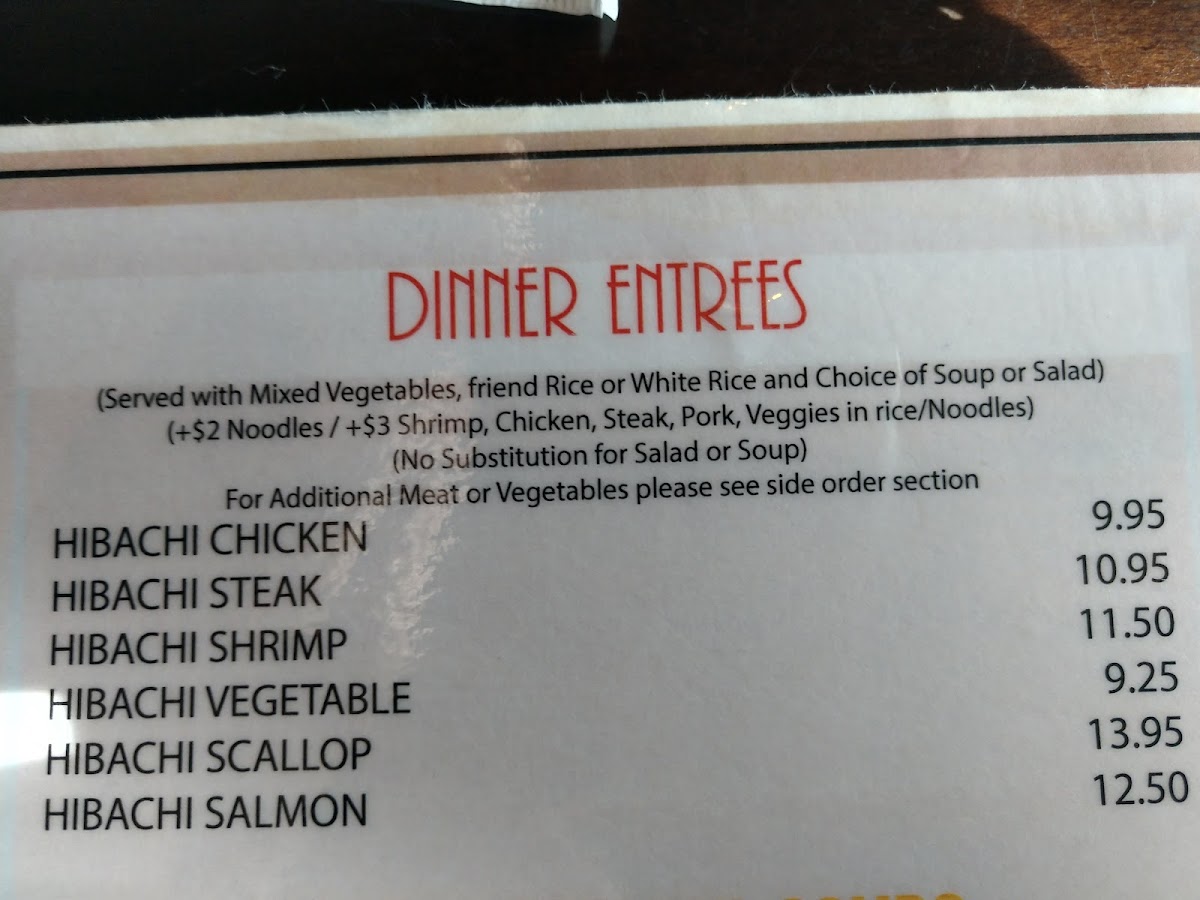 DINNER ENTREES
(Served with Mixed Vegetables, friend Rice or White Rice and Choice of Soup or Salad)
(+$2 Noodles / +$3 Shrimp, Chicken, Steak, Pork, Veggies in rice/Noodles)
(No Substitution for Salad or Soup)
For Additional Meat or Vegetables please see side order section
HIBACHI CHICKEN 9.95
HIBACHI STEAK 10.95
HIBACHI SHRIMP 11.50
HIBACHI VEGETABLE 9.25
HIBACHI SCALLOP 13.95
HIBACHI SALMON 12.50